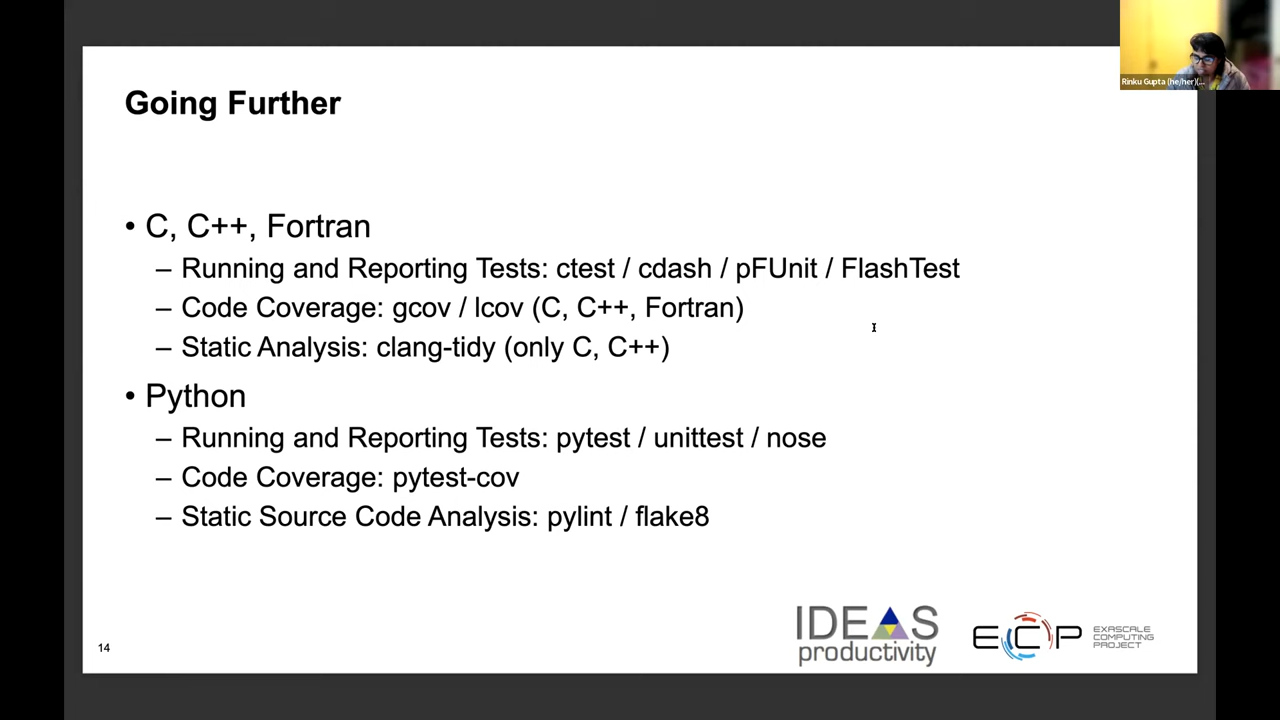 Going Further
• C, C++, Fortran
– Running and Reporting Tests: ctest / cdash / pFUnit / FlashTest
– Code Coverage: gcov / lcov (C, C++, Fortran)
– Static Analysis: clang-tidy (only C, C++)
• Python
– Running and Reporting Tests: pytest / unittest / nose
– Code Coverage: pytest-cov
– Static Source Code Analysis: pylint / flake8
14
IDEAS
productivity
ECP
EXASCALE
COMPUTING
PROJECT
Rinku Gupta (he/her)(...